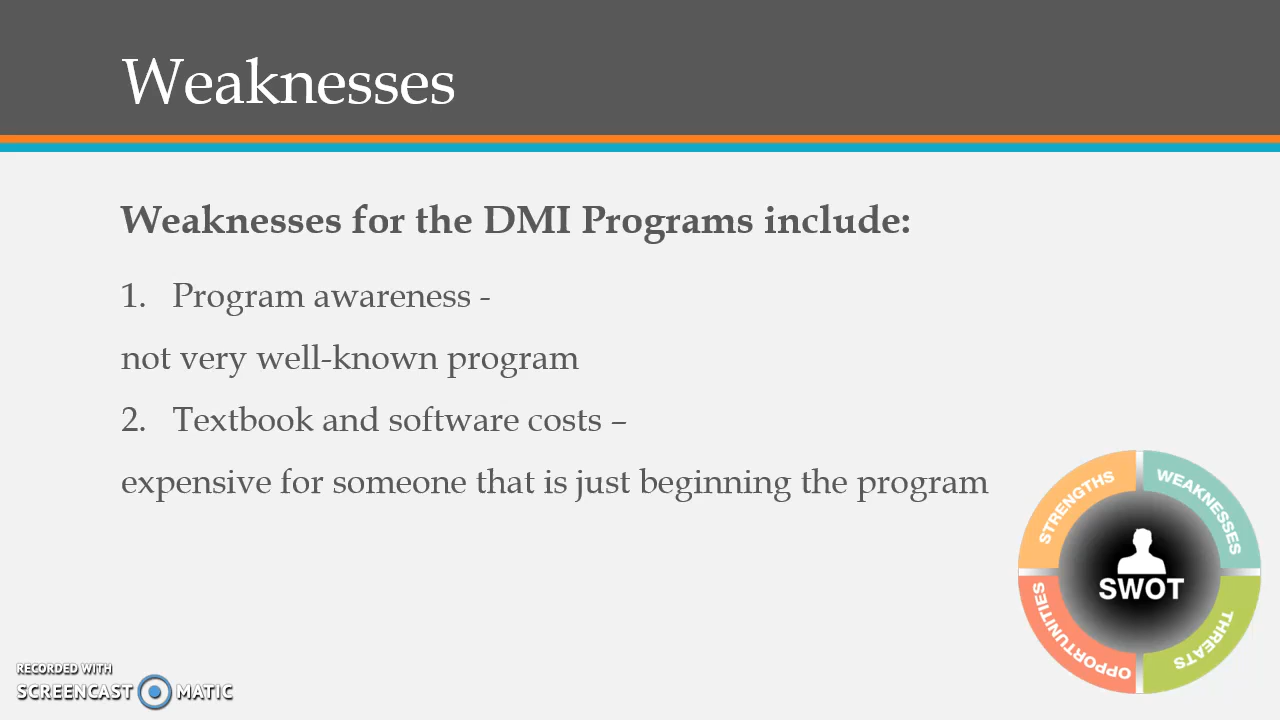 Weaknesses
Weaknesses for the DMI Programs include:
1. Program awareness -
not very well-known program
2. Textbook and software costs –
expensive for someone that is just beginning the program
STRENGTHS
WEAKNESSES
SWOT
OPPORTUNITIES
THREATS
RECORDED WITH
SCREENCAST MATIC